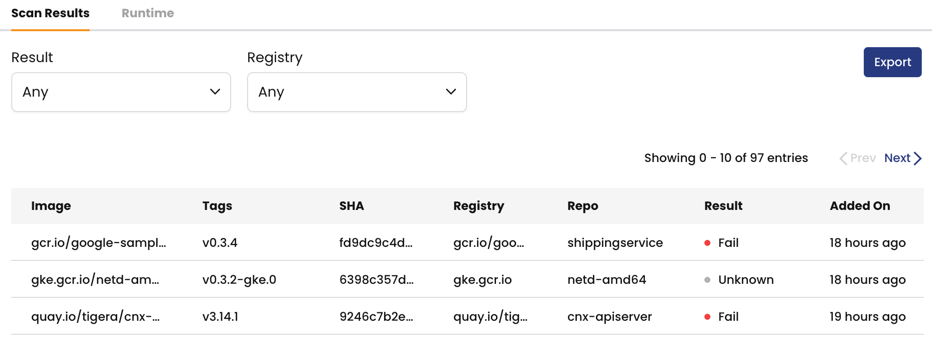 Scan Results Runtime
Result Registry
Any Any Export
Showing 0 - 10 of 97 entries Prev Next
Image Tags SHA Registry Repo Result Added On
gcr.io/google-sampl... v0.3.4 fd9dc9c4d... gcr.io/goo... shippingservice Fail 18 hours ago
gke.gcr.io/netd-am... v0.3.2-gke.0 6398c357d... gke.gcr.io netd-amd64 Unknown 18 hours ago
quay.io/tigera/cnx-... v3.14.1 9246c7b2e... quay.io/tig... cnx-apiserver Fail 19 hours ago